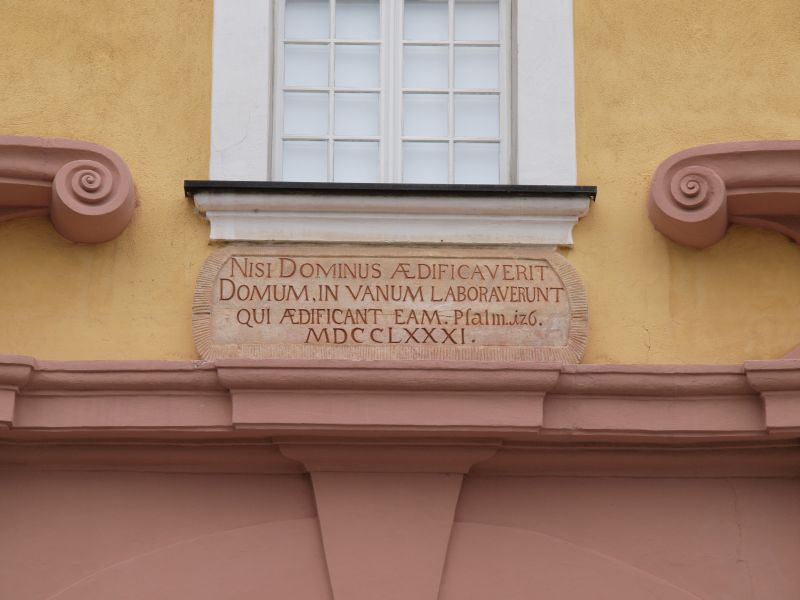 NISI DOMINUS ÆDIFICAVERIT
DOMUM, IN VANUM LABORAVERUNT
QUI ÆDIFICANT EAM. Pſalm. 126.
MDCCLXXXI.